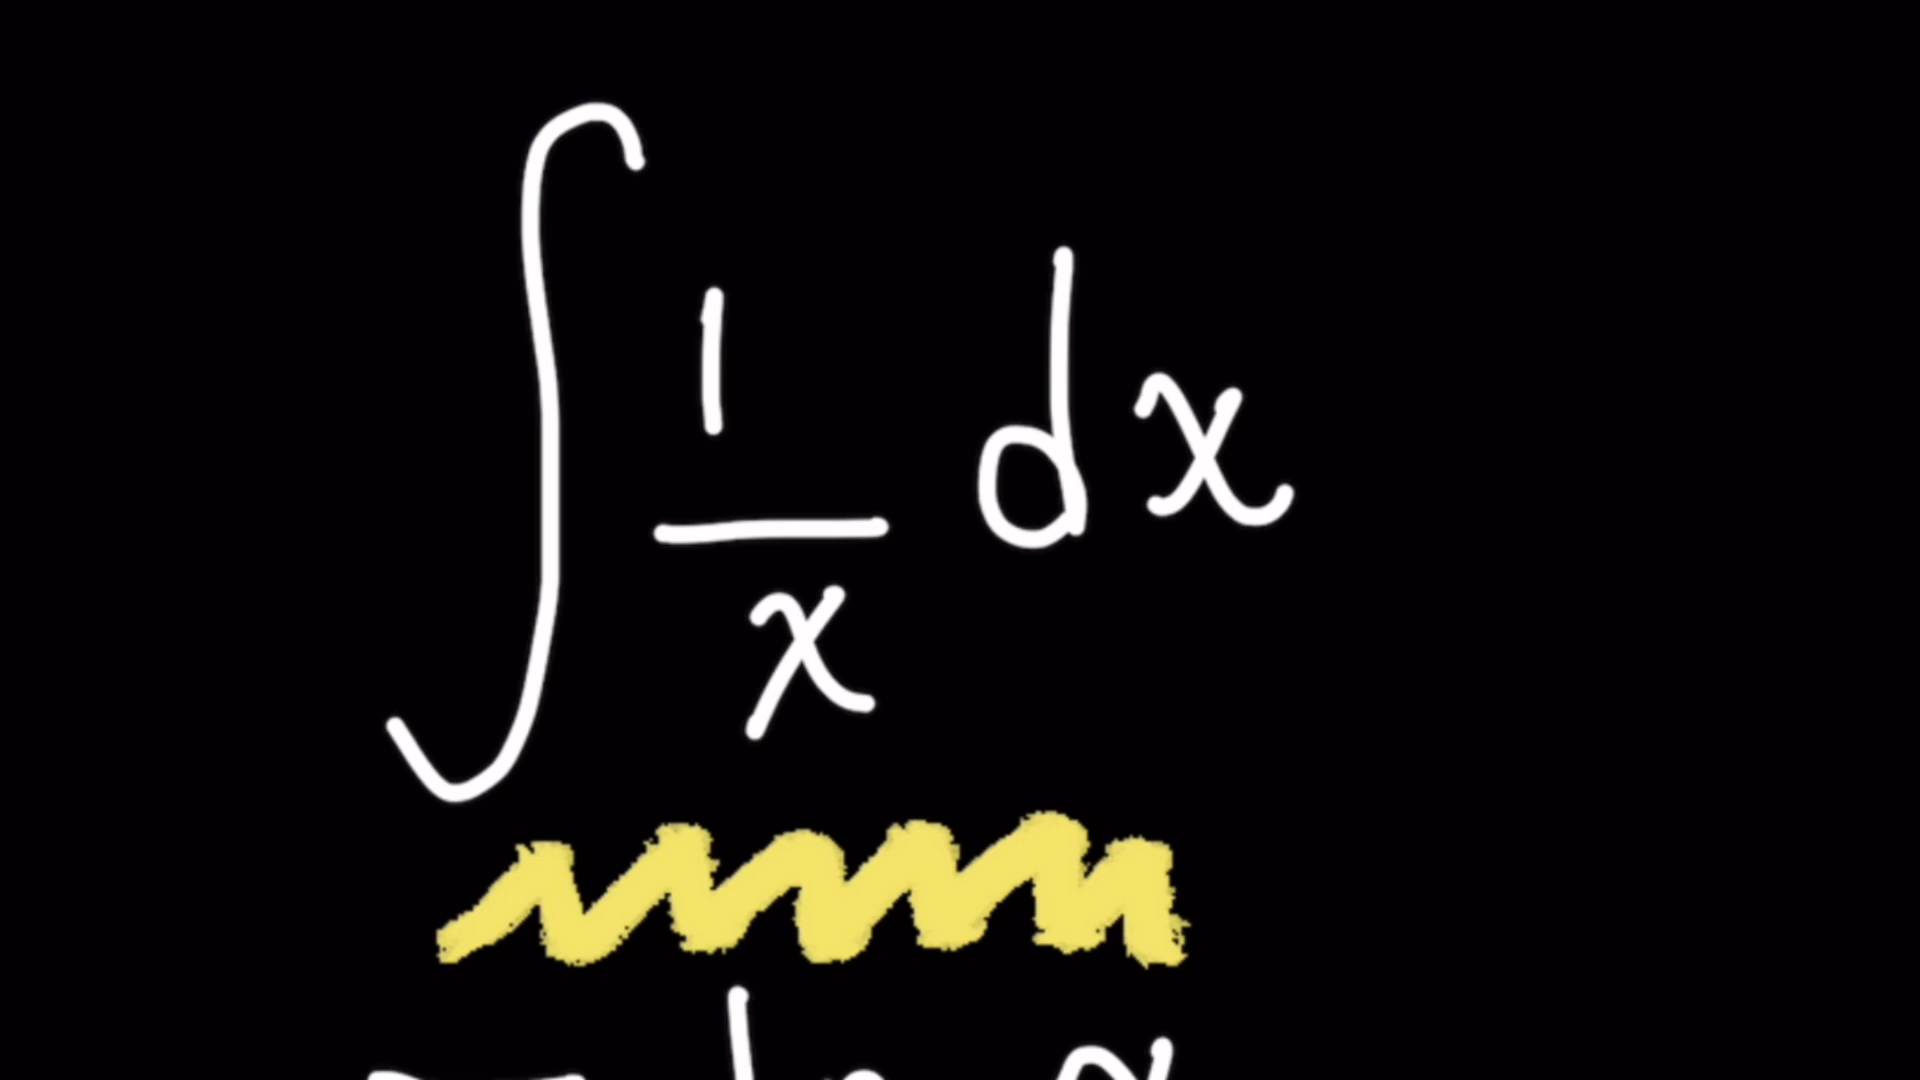 ∫ 1/x dx